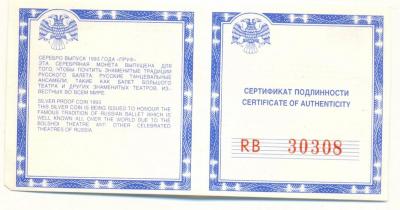 СЕРЕБРО ВЫПУСК 1993 ГОДА «ПРУФ»
ЭТА СЕРЕБРЯНАЯ МОНЕТА ВЫПУЩЕНА ДЛЯ
ТОГО, ЧТОБЫ ПОЧТИТЬ ЗНАМЕНИТЫЕ ТРАДИЦИИ
РУССКОГО БАЛЕТА РУССКИЕ ТАНЦЕВАЛЬНЫЕ
АНСАМБЛИ, ТАКИЕ КАК БАЛЕТ БОЛЬШОГО
ТЕАТРА И ДРУГИХ ЗНАМЕНИТЫХ ТЕАТРОВ, ИЗ-
ВЕСТНЫХ ВО ВСЕМ МИРЕ.
SILVER PROOF COIN 1993
THIS SILVER COIN IS BEING ISSUED TO HONOUR THE
FAMOUS TRADITION OF RUSSIAN BALLET WHICH IS
WELL KNOWN ALL OVER THE WORLD DUE TO THE
BOLSHOI THEATRE AND OTHER CELEBRATED
THEATRES OF RUSSIA.
СЕРТИФИКАТ ПОДЛИННОСТИ
CERTIFICATE OF AUTHENTICITY
RB 30308